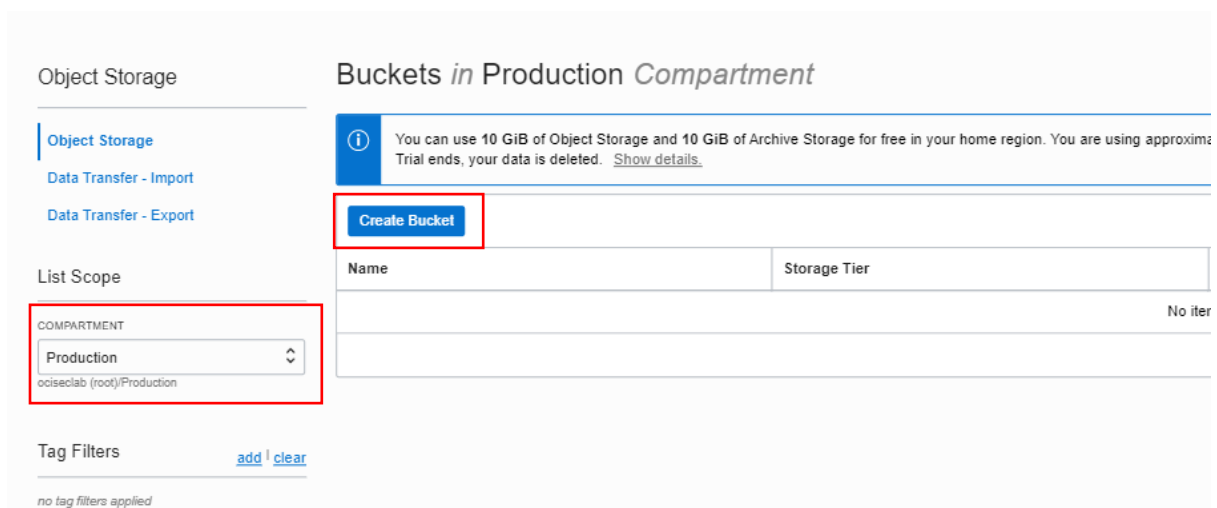 Object Storage
Object Storage
Data Transfer - Import
Data Transfer - Export
List Scope
COMPARTMENT
Production
ociseclab (root)/Production
Tag Filters
add | clear
no tag filters applied
Buckets in Production Compartment
You can use 10 GiB of Object Storage and 10 GiB of Archive Storage for free in your home region. You are using
Trial ends, your data is deleted. Show details.
Create Bucket
Name
Storage Tier
No